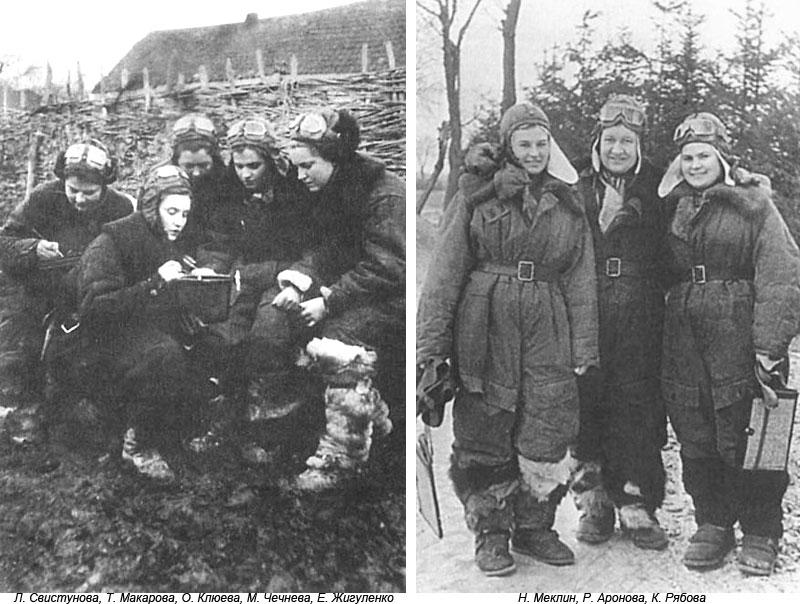 Л. Свистунова, Т. Макарова, О. Клюева, М. Чечнева, Е. Жигуленко
Н. Меклин, Р. Аронова, К. Рябова